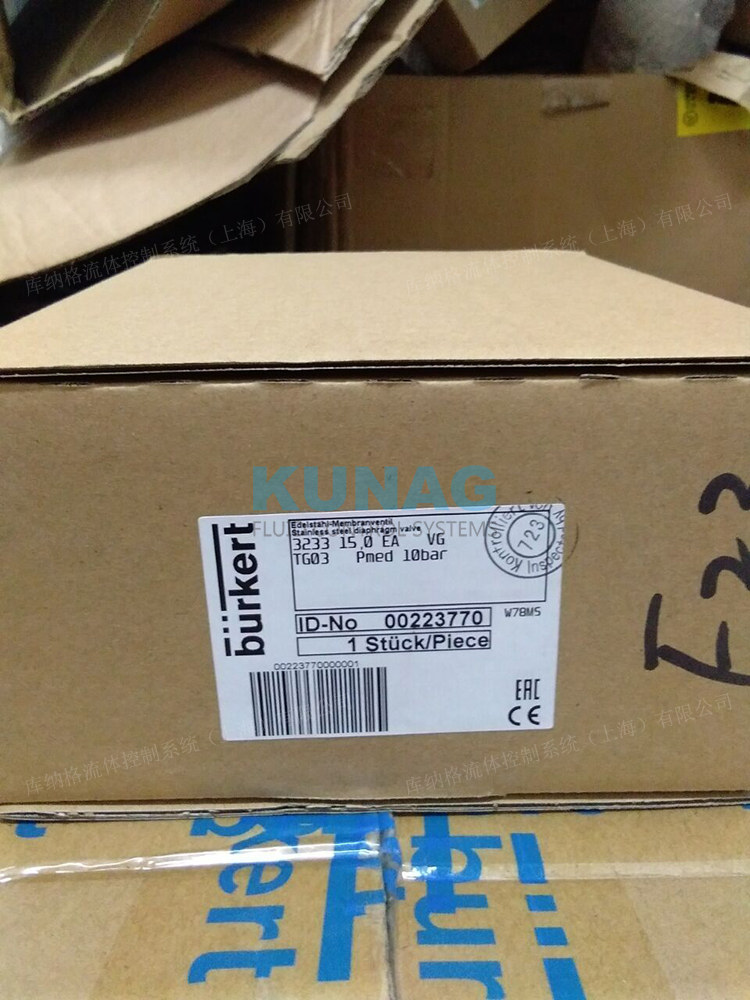 库纳格流体控制系统（上海）有限公司
库纳格流体控制系统（上海）有限公司
KUNAG
FLUID CONTROL SYSTEMS
bürkert
Edelstahl-Membranventil
Stainless steel diaphragm valve
3233 15,0 EA VG
TG03 Pmed 10bar
723
W78MS
ID-No 00223770
1 Stück/Piece
00223770000001
EAC
CE
库纳格流体控制系统（上海）有限公司
库纳格流体控制系统（上海）有限公司
bürkert
bür